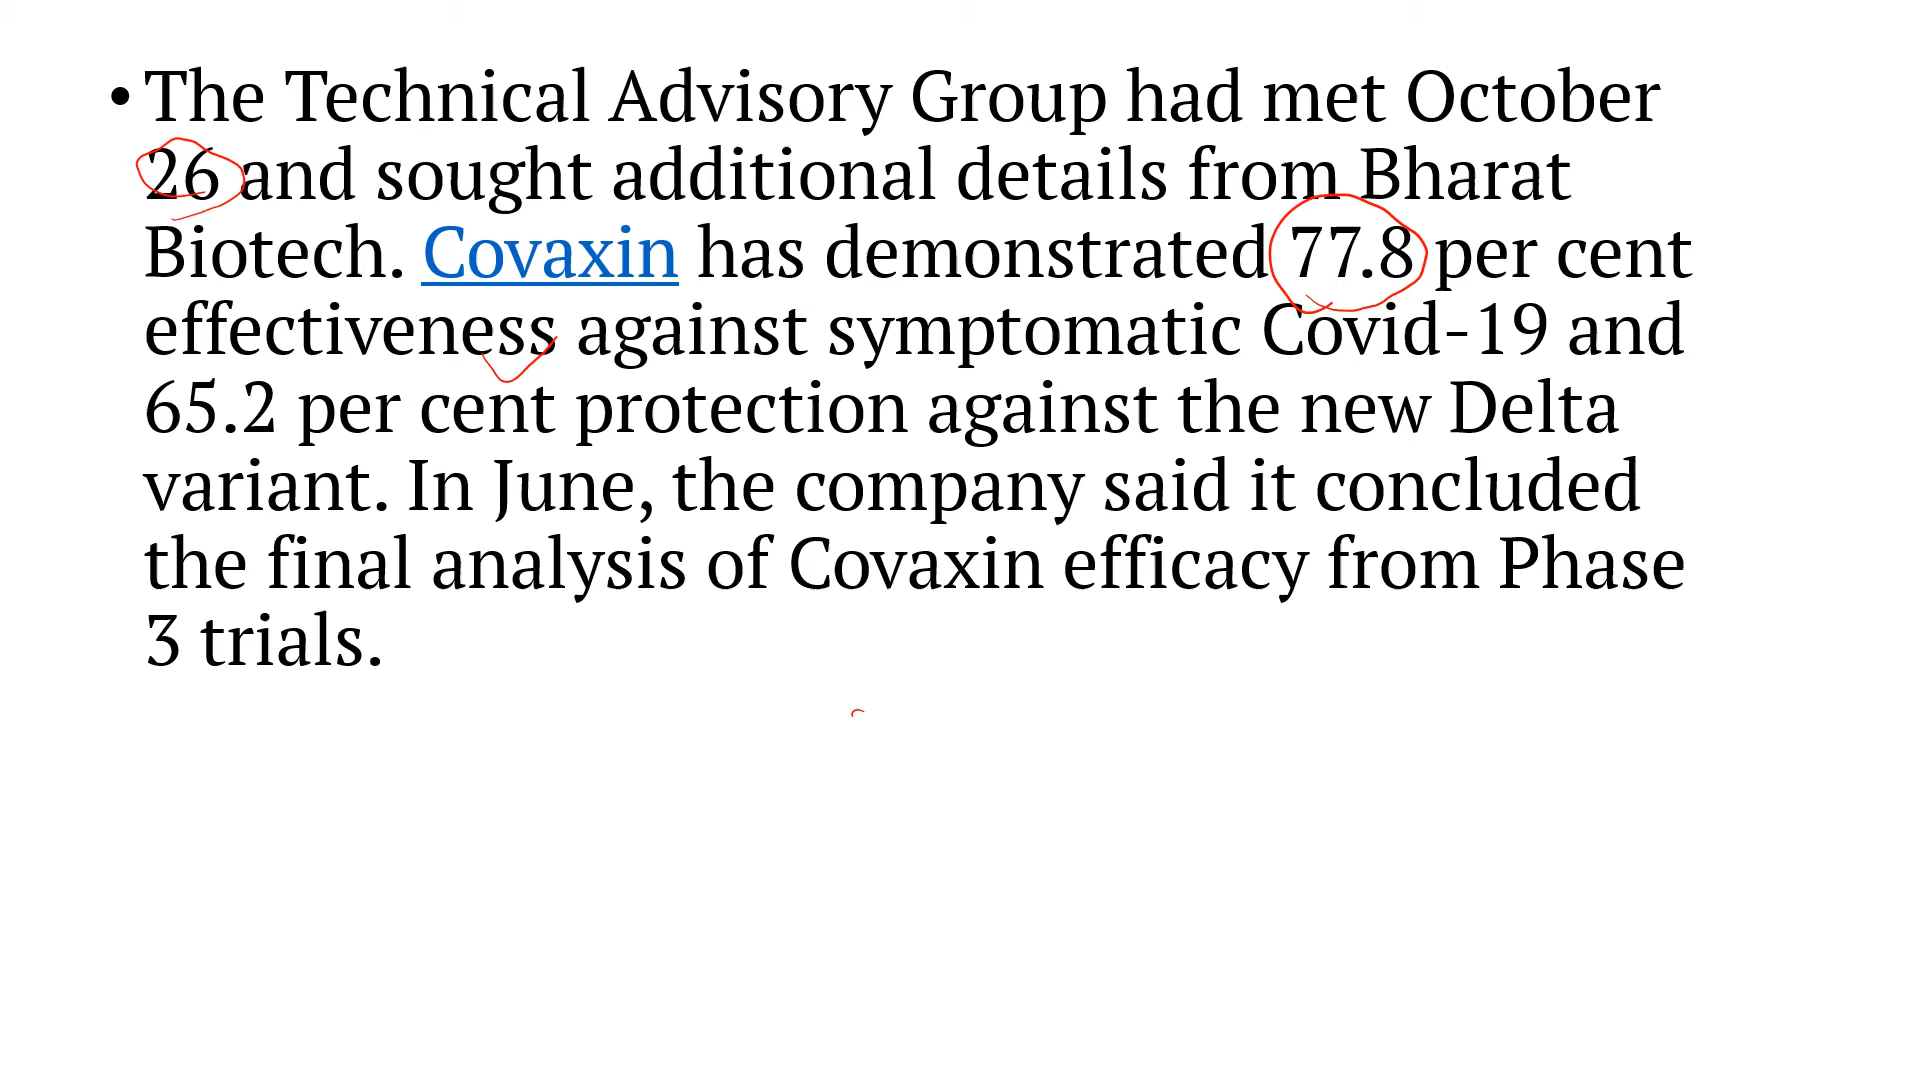 • The Technical Advisory Group had met October
26 and sought additional details from Bharat
Biotech. Covaxin has demonstrated 77.8 per cent
effectiveness against symptomatic Covid-19 and
65.2 per cent protection against the new Delta
variant. In June, the company said it concluded
the final analysis of Covaxin efficacy from Phase
3 trials.